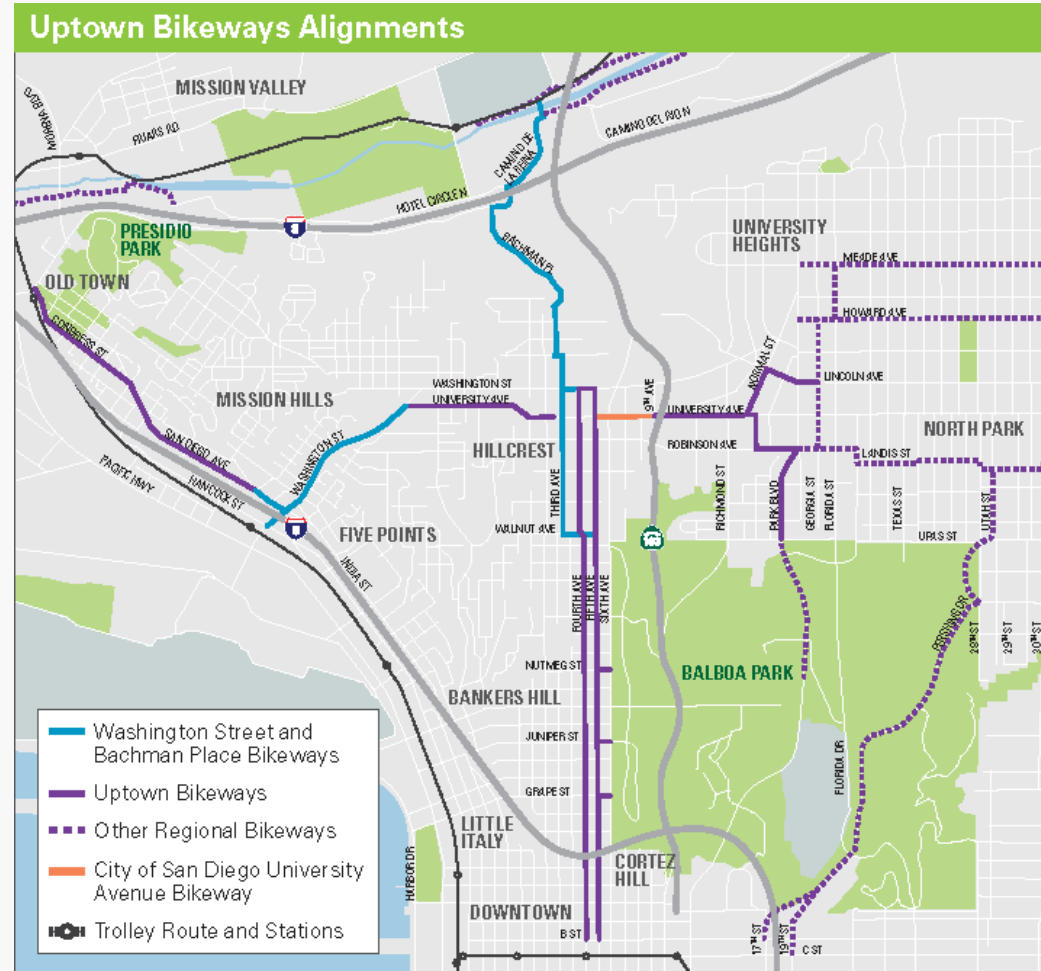 Uptown Bikeways Alignments
MISSION VALLEY
MORENA BLVD
FRIARS RD
CAMINO DEL RIO N
CAMINO DE
LA REINA
HOTEL CIRCLE N
8
PRESIDIO
PARK
UNIVERSITY
HEIGHTS
BACHMAN PL
MEADE AVE
OLD TOWN
HOWARD AVE
CONGRESS ST
NORMAL ST
LINCOLN AVE
WASHINGTON ST
MISSION HILLS
UNIVERSITY AVE
9TH AVE
UNIVERSITY AVE
NORTH PARK
SAN DIEGO AVE
WASHINGTON ST
HILLCREST
ROBINSON AVE
LANDIS ST
PACIFIC HWY
HANCOCK ST
THIRD AVE
RICHMOND ST
PARK BLVD
GEORGIA ST
FLORIDA ST
TEXAS ST
UTAH ST
FIVE POINTS
WALNUT AVE
163
UPAS ST
INDIA ST
FOURTH AVE
FIFTH AVE
SIXTH AVE
PERSHING DR
28TH ST
29TH ST
30TH ST
NUTMEG ST
BALBOA PARK
BANKERS HILL
JUNIPER ST
FLORIDA DR
GRAPE ST
LITTLE
ITALY
CORTEZ
HILL
HARBOR DR
DOWNTOWN
B ST
17TH ST
19TH ST
C ST
Washington Street and
Bachman Place Bikeways
Uptown Bikeways
Other Regional Bikeways
City of San Diego University
Avenue Bikeway
Trolley Route and Stations